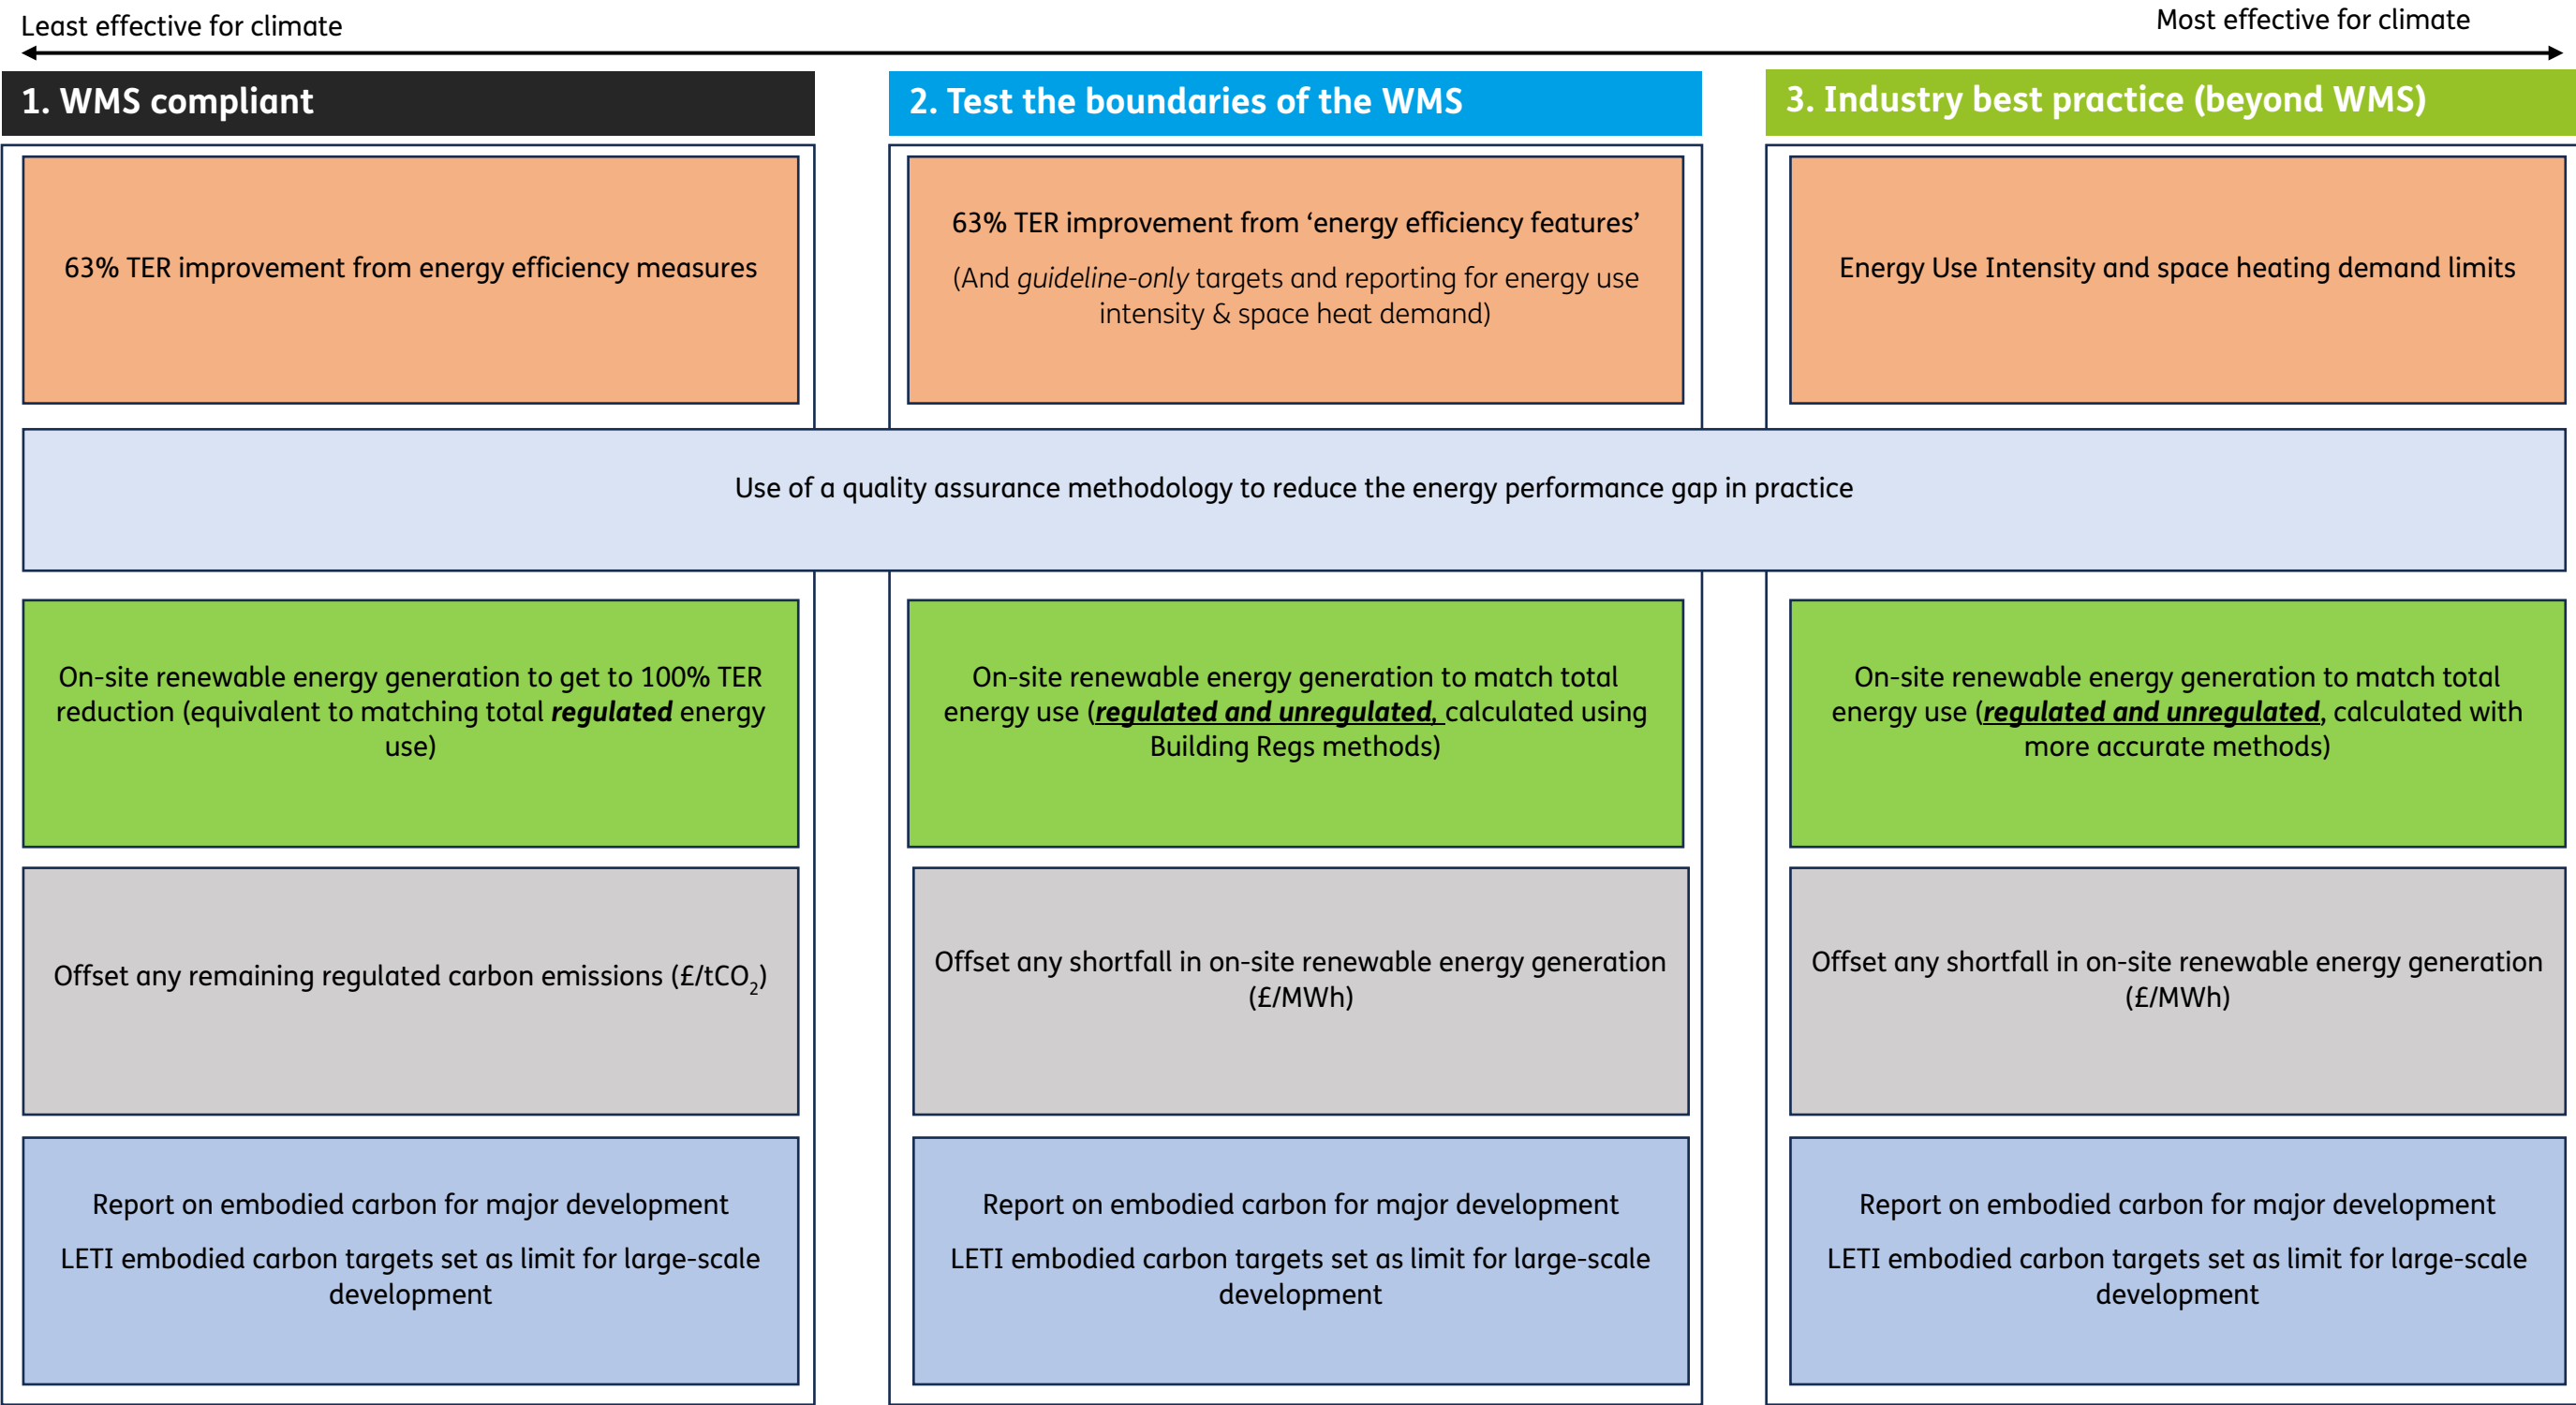 Least effective for climate
Most effective for climate
1. WMS compliant
2. Test the boundaries of the WMS
3. Industry best practice (beyond WMS)
63% TER improvement from energy efficiency measures
63% TER improvement from ‘energy efficiency features’
(And guideline-only targets and reporting for energy use
intensity & space heat demand)
Energy Use Intensity and space heating demand limits
Use of a quality assurance methodology to reduce the energy performance gap in practice
On-site renewable energy generation to get to 100% TER
reduction (equivalent to matching total regulated energy
use)
On-site renewable energy generation to match total
energy use (regulated and unregulated, calculated using
Building Regs methods)
On-site renewable energy generation to match total
energy use (regulated and unregulated, calculated with
more accurate methods)
Offset any remaining regulated carbon emissions (£/tCO₂)
Offset any shortfall in on-site renewable energy generation
(£/MWh)
Offset any shortfall in on-site renewable energy generation
(£/MWh)
Report on embodied carbon for major development
LETI embodied carbon targets set as limit for large-scale
development
Report on embodied carbon for major development
LETI embodied carbon targets set as limit for large-scale
development
Report on embodied carbon for major development
LETI embodied carbon targets set as limit for large-scale
development